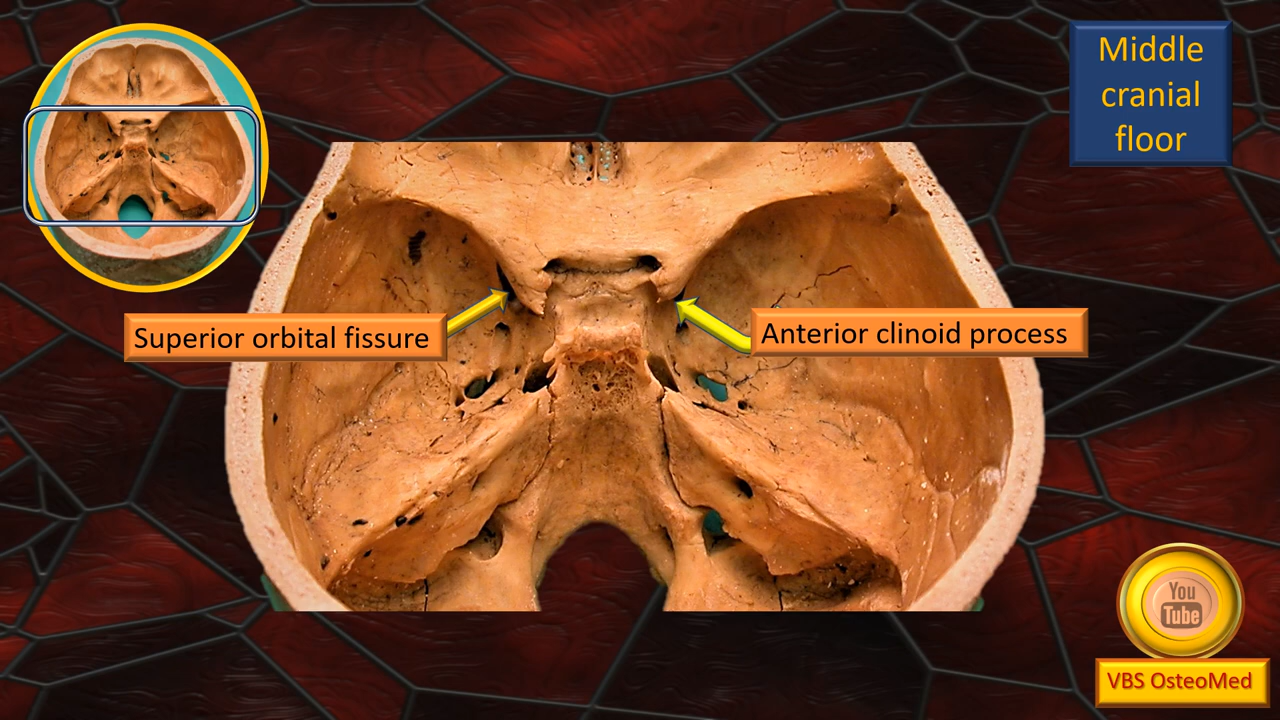 Middle
cranial
floor
Superior orbital fissure
Anterior clinoid process
You
Tube
VBS OsteoMed